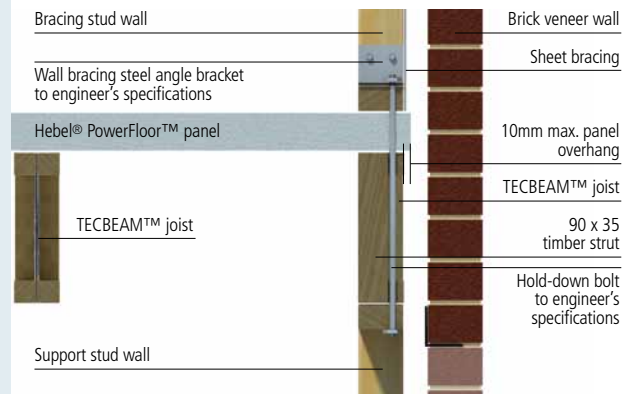 Bracing stud wall
Wall bracing steel angle bracket
to engineer's specifications
Hebel® PowerFloor™ panel
TECBEAM™ joist
Support stud wall
Brick veneer wall
Sheet bracing
10mm max. panel
overhang
TECBEAM™ joist
90 x 35
timber strut
Hold-down bolt
to engineer's
specifications